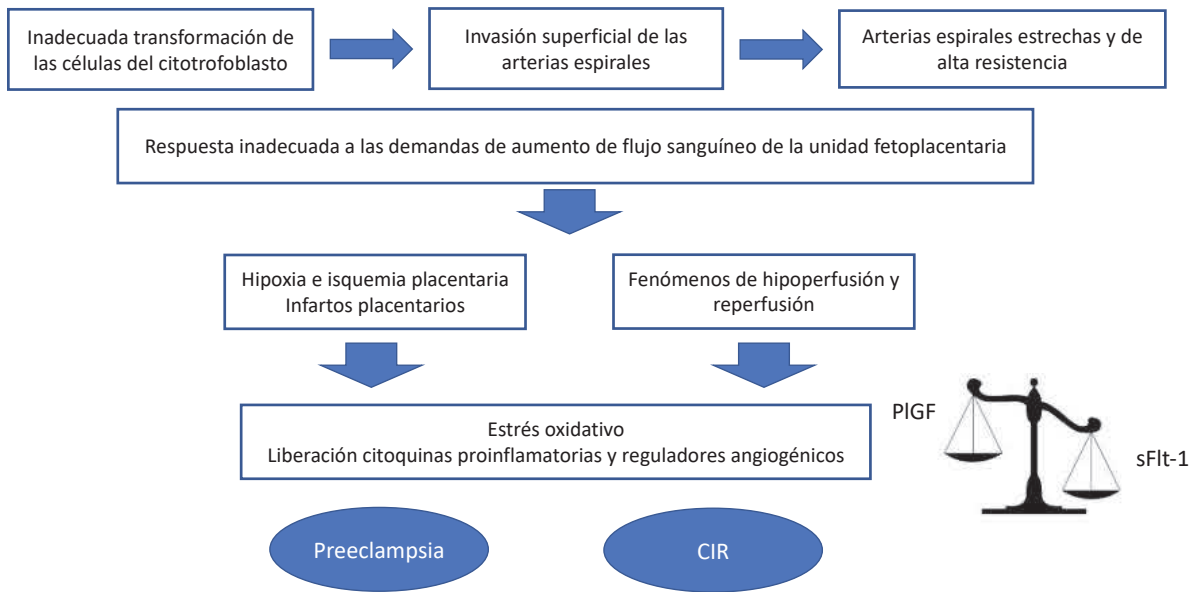 Inadecuada transformación de
las células del citotrofoblasto
Invasión superficial de las
arterias espirales
Arterias espirales estrechas y de
alta resistencia
Respuesta inadecuada a las demandas de aumento de flujo sanguíneo de la unidad fetoplacentaria
Hipoxia e isquemia placentaria
Infartos placentarios
Fenómenos de hipoperfusión y
reperfusión
Estrés oxidativo
Liberación citoquinas proinflamatorias y reguladores angiogénicos
PlGF
sFlt-1
Preeclampsia
CIR